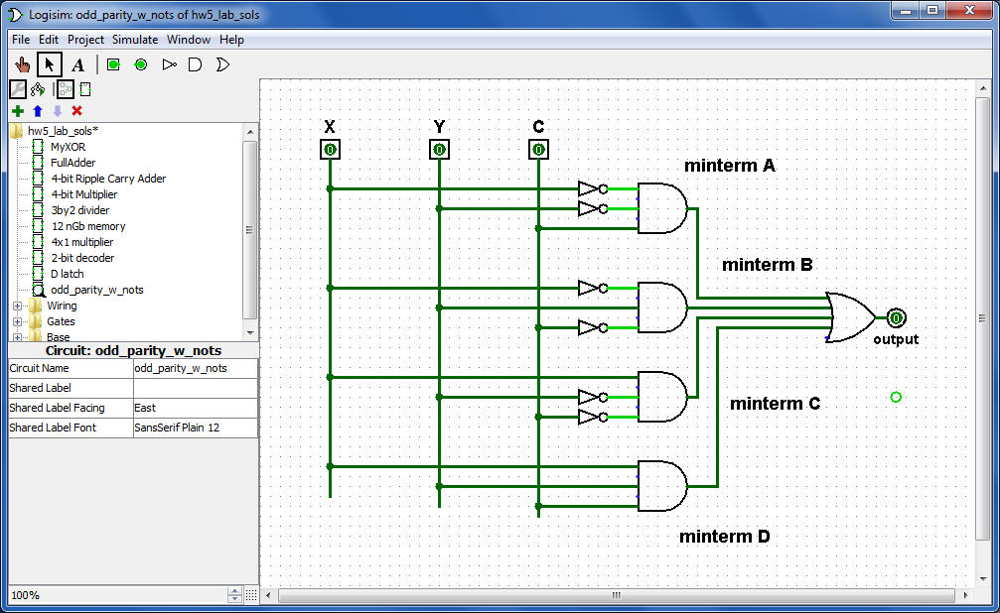 Logisim: odd_parity_w_nots of hw5_lab_sols
File Edit Project Simulate Window Help
A
hw5_lab_sols*
MyXOR
FullAdder
4-bit Ripple Carry Adder
4-bit Multiplier
3by2 divider
12 nGb memory
4x1 multiplier
2-bit decoder
D latch
odd_parity_w_nots
Wiring
Gates
Base
Circuit: odd_parity_w_nots
Circuit Name odd_parity_w_nots
Shared Label
Shared Label Facing East
Shared Label Font SansSerif Plain 12
100%
X Y C
0 0 0
minterm A
minterm B
0
output
minterm C
minterm D